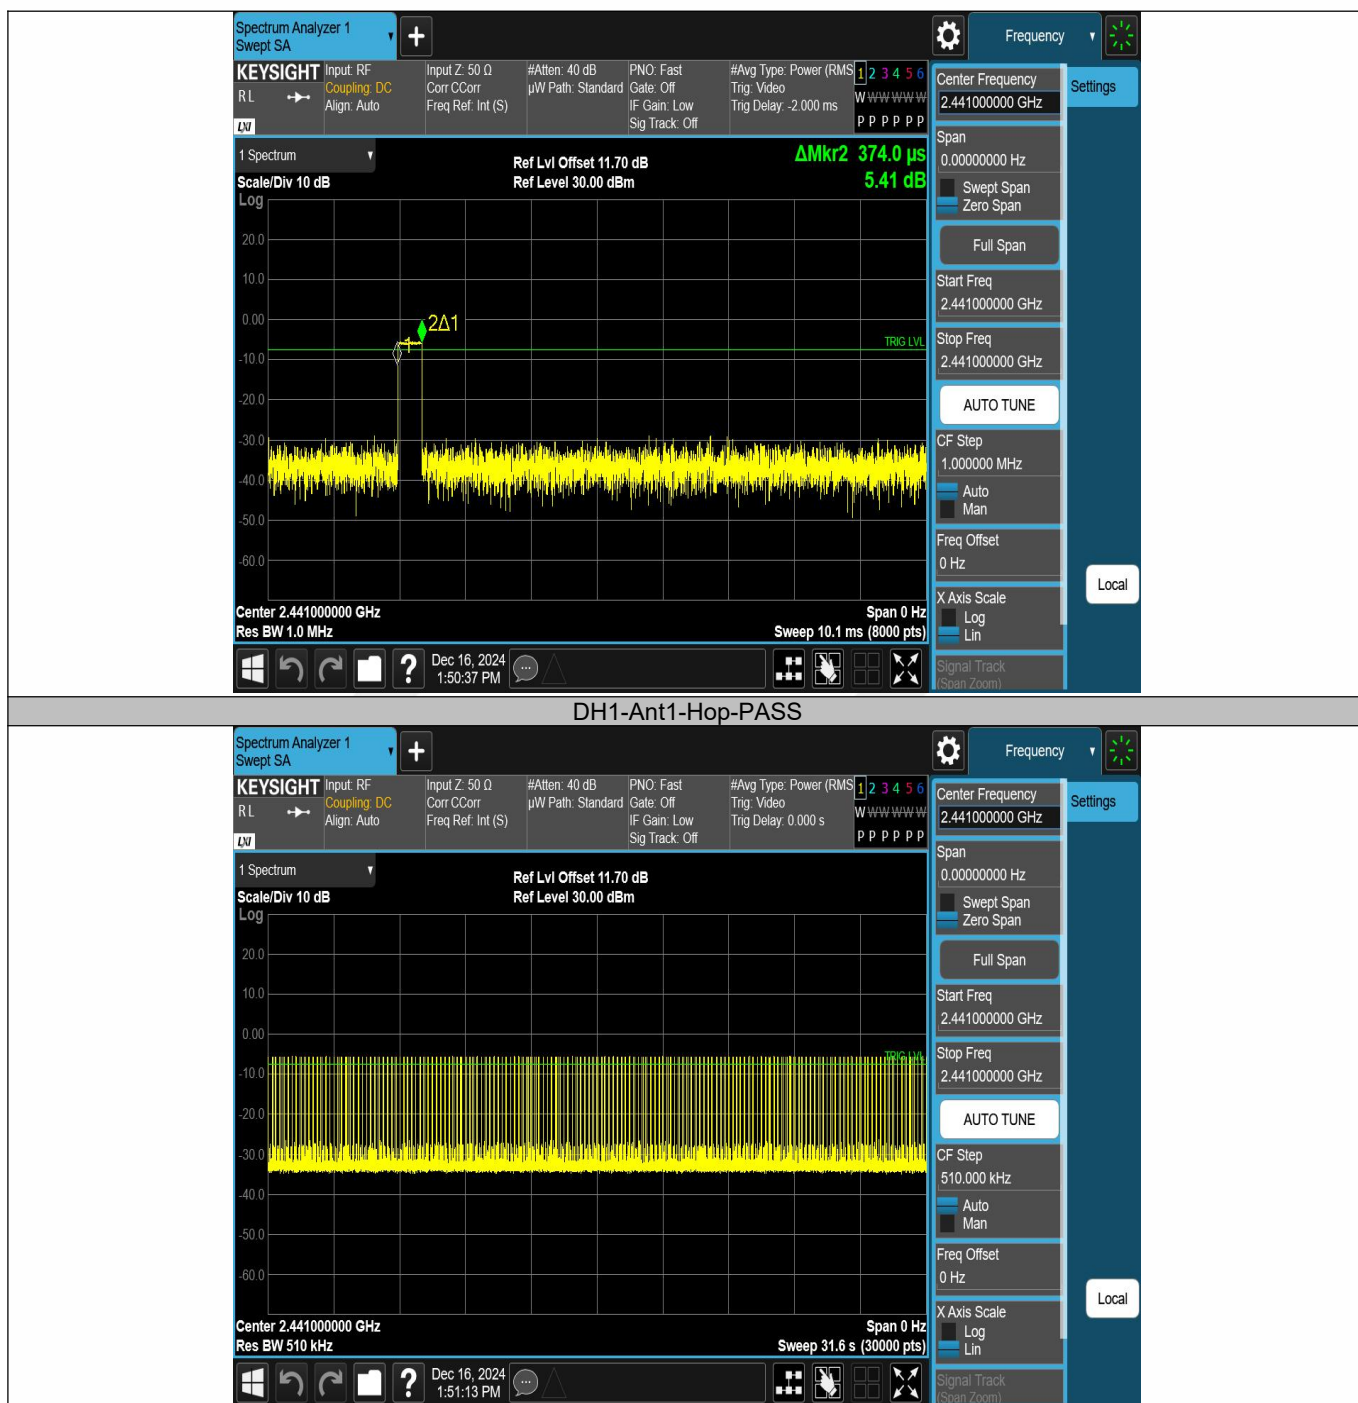 Spectrum Analyzer 1
Swept SA
Frequency
KEYSIGHT
RL
LXI
Input: RF
Coupling: DC
Align: Auto
Input Z: 50 Ω
Corr CCorr
Freq Ref: Int (S)
#Atten: 40 dB
µW Path: Standard
PNO: Fast
Gate: Off
IF Gain: Low
Sig Track: Off
#Avg Type: Power (RMS
Trig: Video
Trig Delay: -2.000 ms
1 2 3 4 5 6
W W W W W W
P P P P P P
1 Spectrum
Scale/Div 10 dB
Log
Ref Lvl Offset 11.70 dB
Ref Level 30.00 dBm
ΔMkr2 374.0 µs
5.41 dB
20.0
10.0
0.00
-10.0
-20.0
-30.0
-40.0
-50.0
-60.0
2Δ1
1
TRIG LVL
Center 2.441000000 GHz
Res BW 1.0 MHz
Span 0 Hz
Sweep 10.1 ms (8000 pts)
Dec 16, 2024
1:50:37 PM
Center Frequency
2.441000000 GHz
Settings
Span
0.00000000 Hz
Swept Span
Zero Span
Full Span
Start Freq
2.441000000 GHz
Stop Freq
2.441000000 GHz
AUTO TUNE
CF Step
1.000000 MHz
Auto
Man
Freq Offset
0 Hz
X Axis Scale
Log
Lin
Signal Track
(Span Zoom)
Local
DH1-Ant1-Hop-PASS
Spectrum Analyzer 1
Swept SA
Frequency
KEYSIGHT
RL
LXI
Input: RF
Coupling: DC
Align: Auto
Input Z: 50 Ω
Corr CCorr
Freq Ref: Int (S)
#Atten: 40 dB
µW Path: Standard
PNO: Fast
Gate: Off
IF Gain: Low
Sig Track: Off
#Avg Type: Power (RMS
Trig: Video
Trig Delay: 0.000 s
1 2 3 4 5 6
W W W W W W
P P P P P P
1 Spectrum
Scale/Div 10 dB
Log
Ref Lvl Offset 11.70 dB
Ref Level 30.00 dBm
20.0
10.0
0.00
-10.0
-20.0
-30.0
-40.0
-50.0
-60.0
TRIG LVL
Center 2.441000000 GHz
Res BW 510 kHz
Span 0 Hz
Sweep 31.6 s (30000 pts)
Dec 16, 2024
1:51:13 PM
Center Frequency
2.441000000 GHz
Settings
Span
0.00000000 Hz
Swept Span
Zero Span
Full Span
Start Freq
2.441000000 GHz
Stop Freq
2.441000000 GHz
AUTO TUNE
CF Step
510.000 kHz
Auto
Man
Freq Offset
0 Hz
X Axis Scale
Log
Lin
Signal Track
(Span Zoom)
Local